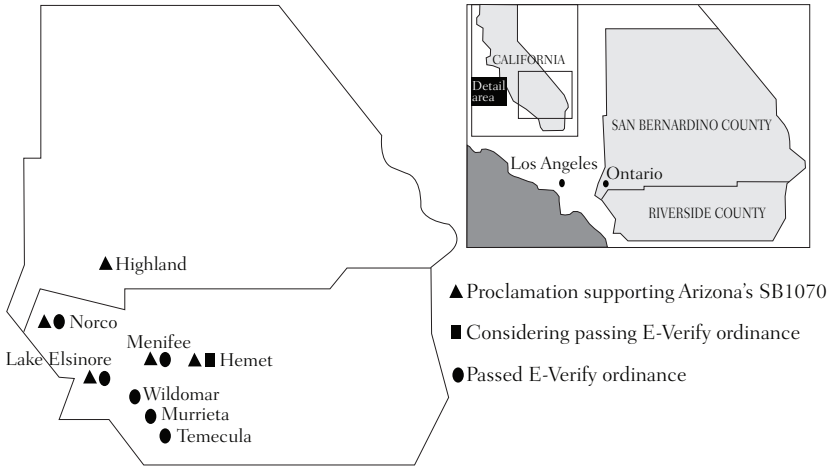 CALIFORNIA
Detail
area
SAN BERNARDINO COUNTY
Los Angeles
Ontario
RIVERSIDE COUNTY
Highland
Norco
Menifee
Lake Elsinore
Hemet
Wildomar
Murrieta
Temecula
Proclamation supporting Arizona's SB1070
Considering passing E-Verify ordinance
Passed E-Verify ordinance